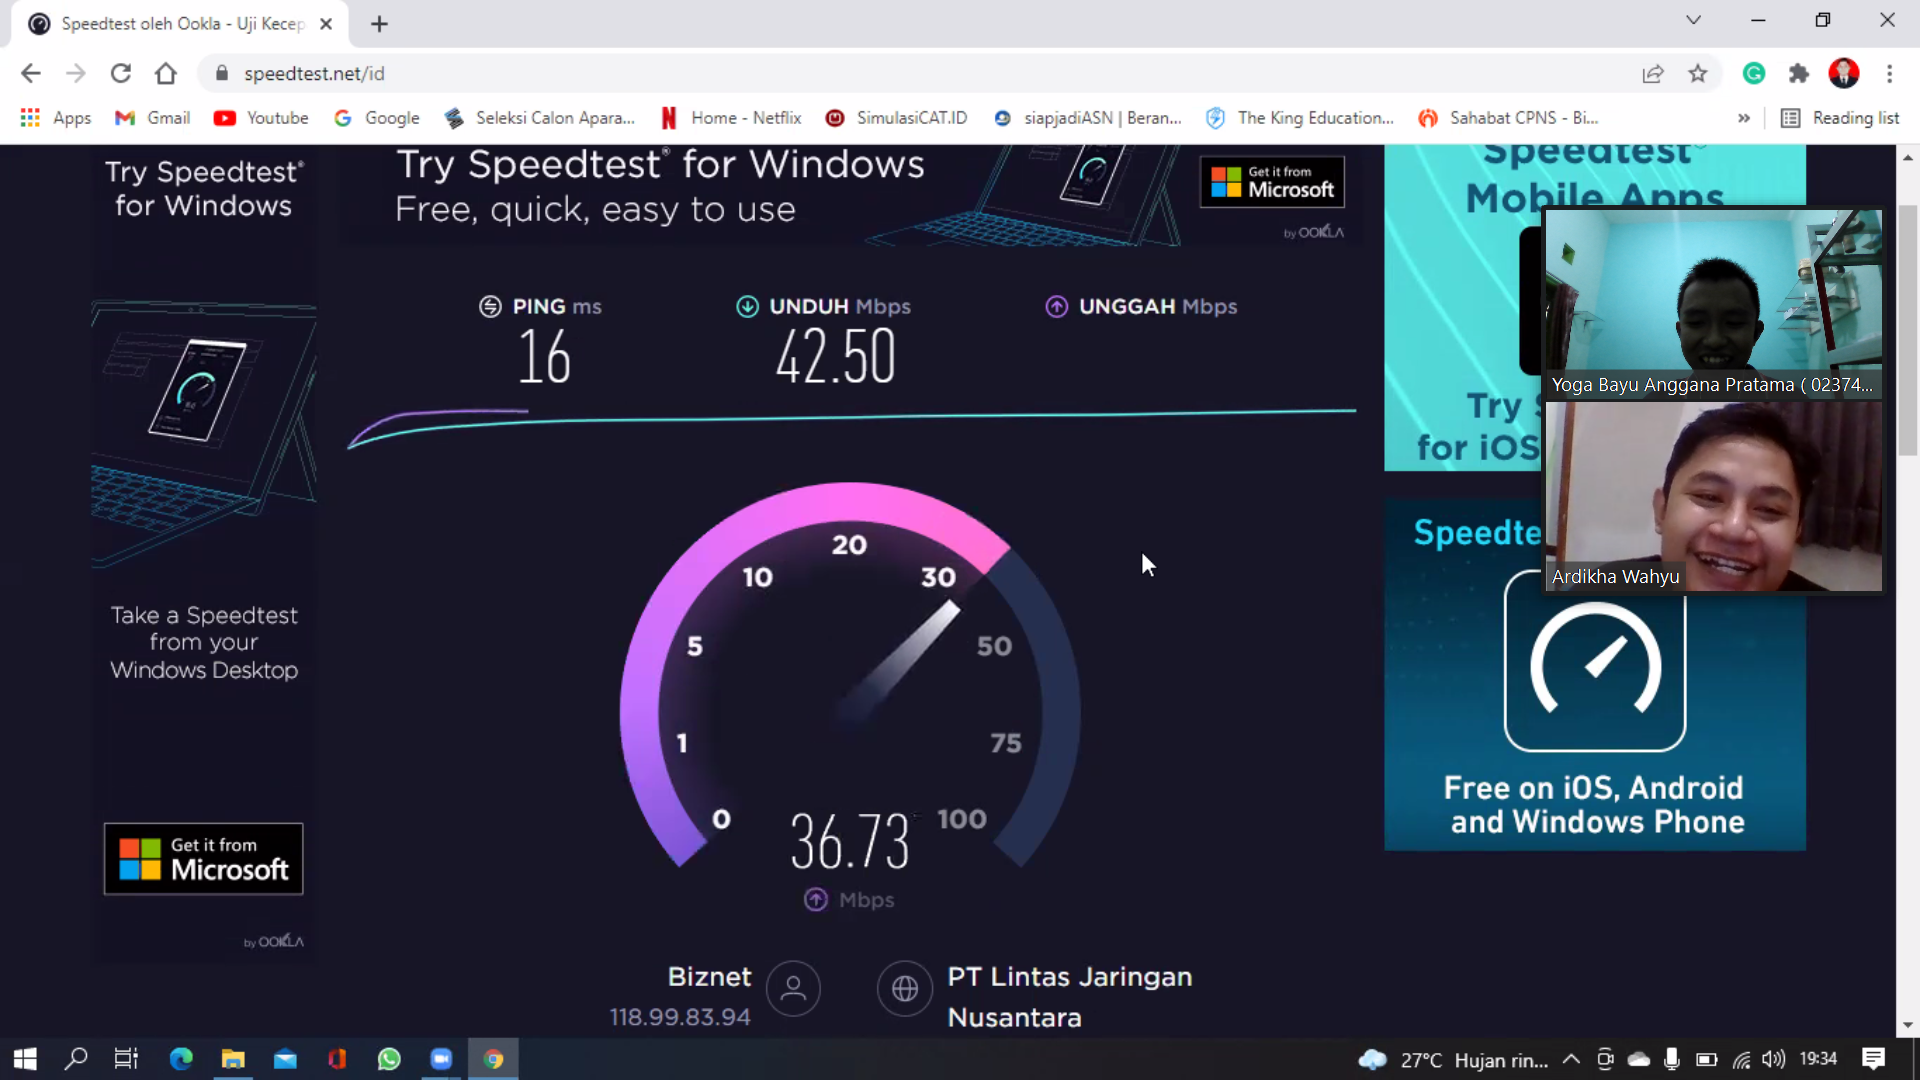 Speedtest oleh Ookla - Uji Kecep
speedtest.net/id
Apps
Gmail
Youtube
Google
Seleksi Calon Apara...
Home - Netflix
SimulasiCAT.ID
siapjadiASN | Beran...
The King Education...
Sahabat CPNS - Bi...
»
Reading list
Try Speedtest®
for Windows
Take a Speedtest
from your
Windows Desktop
Get it from
Microsoft
by OOKLA
Try Speedtest® for Windows
Free, quick, easy to use
Get it from
Microsoft
by OOKLA
PING ms
16
UNDUH Mbps
42.50
UNGGAH Mbps
0
1
5
10
20
30
50
75
100
36.73
Mbps
Biznet
118.99.83.94
PT Lintas Jaringan
Nusantara
Speedtest®
Mobile Apps
Try S
for iOS
Yoga Bayu Anggana Pratama ( 02374...
Ardikha Wahyu
Speedte
Free on iOS, Android
and Windows Phone
27°C Hujan rin...
19:34